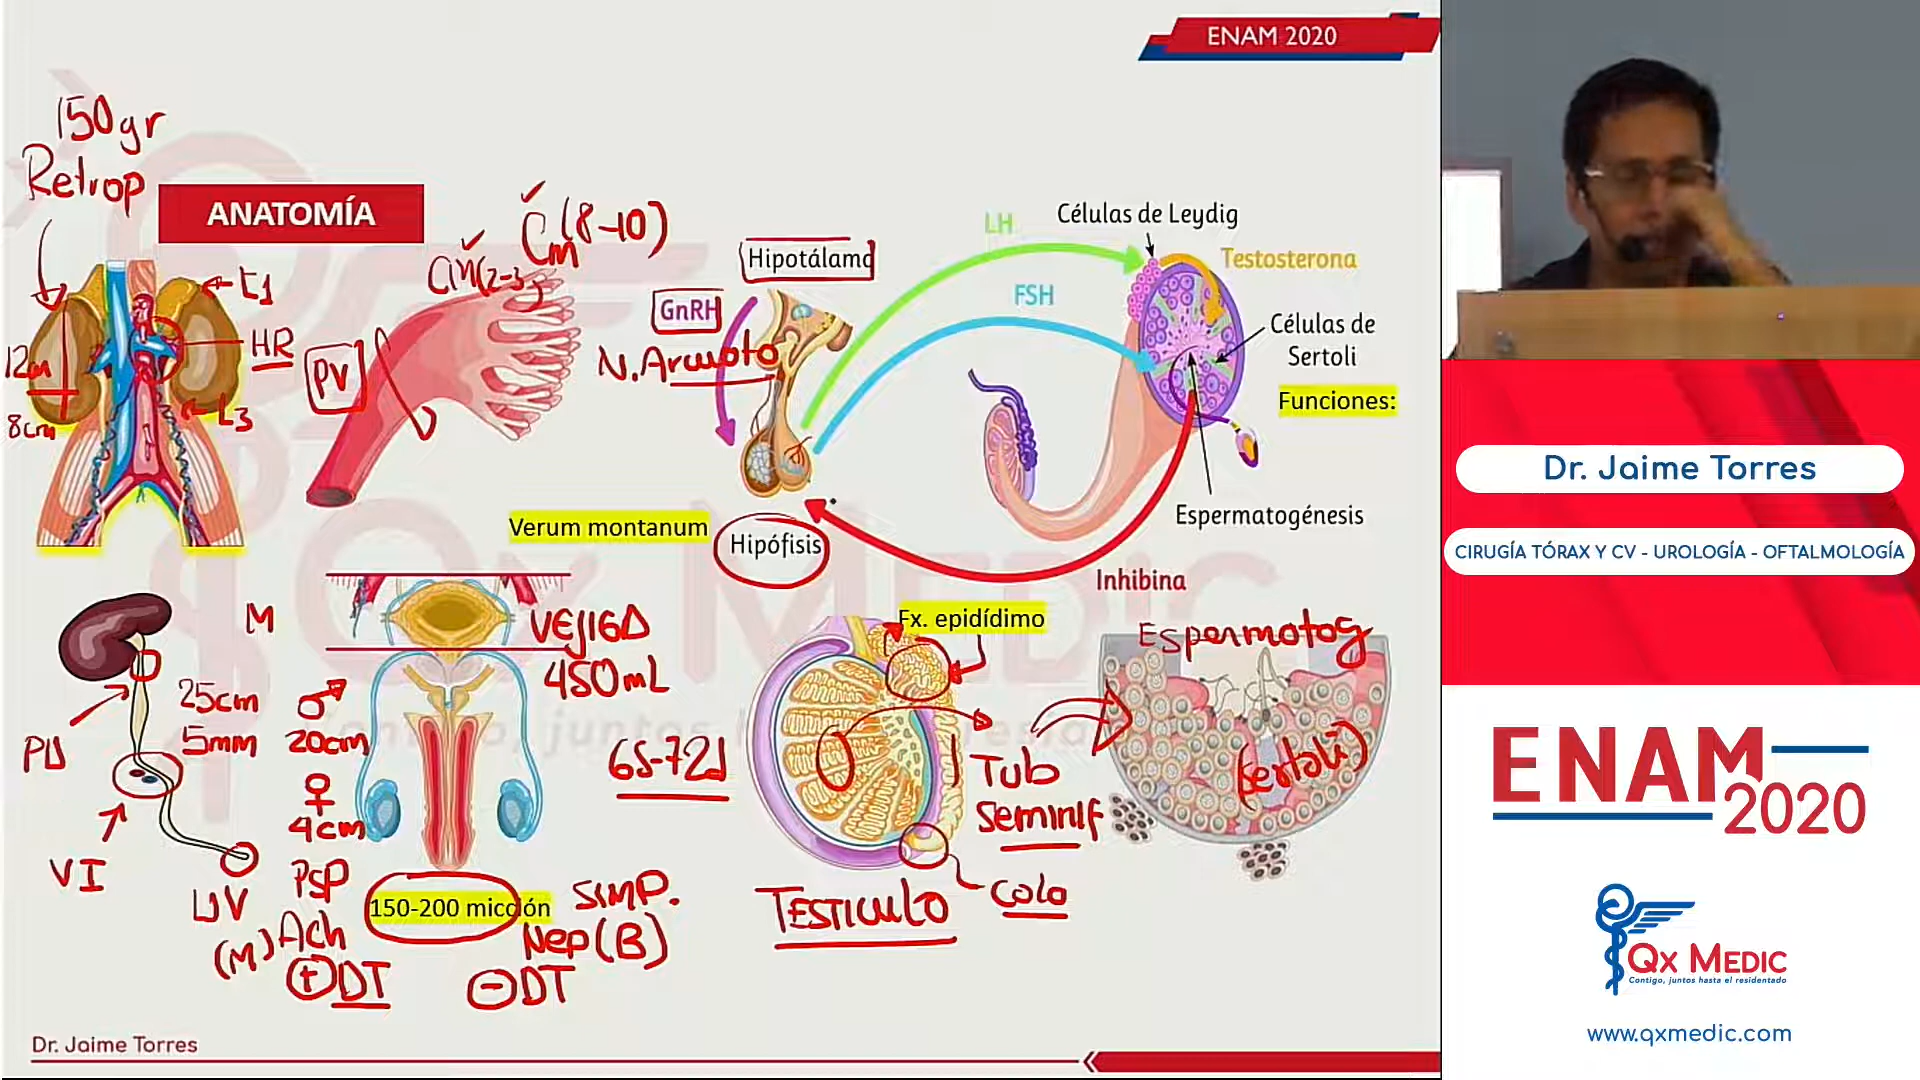 ENAM 2020
150gr
Retrop
ANATOMÍA
Cm (8-10)
Cm (2-3)
L1
HR
12cm
8cm
L3
PV
Hipotálamo
GnRH
N. Arcuato
LH
FSH
Células de Leydig
Testosterona
Células de
Sertoli
Funciones:
Espermatogénesis
Verum montanum
Hipófisis
Inhibina
M
25cm
5mm
VI
UV
♂
20cm
♀
4cm
PSP
(M) Ach
+ DT
VEJIGA
450mL
150-200 micción
SIMP.
Nep (B)
- DT
Fx. epidídimo
Tub
Seminif
TESTICULO
Cola
Espermatog
(Sertoli)
Dr. Jaime Torres
Dr. Jaime Torres
CIRUGÍA TÓRAX Y CV - UROLOGÍA - OFTALMOLOGÍA
ENAM
2020
QX MEDIC
Contigo, juntos hasta el residentado
www.qxmedic.com